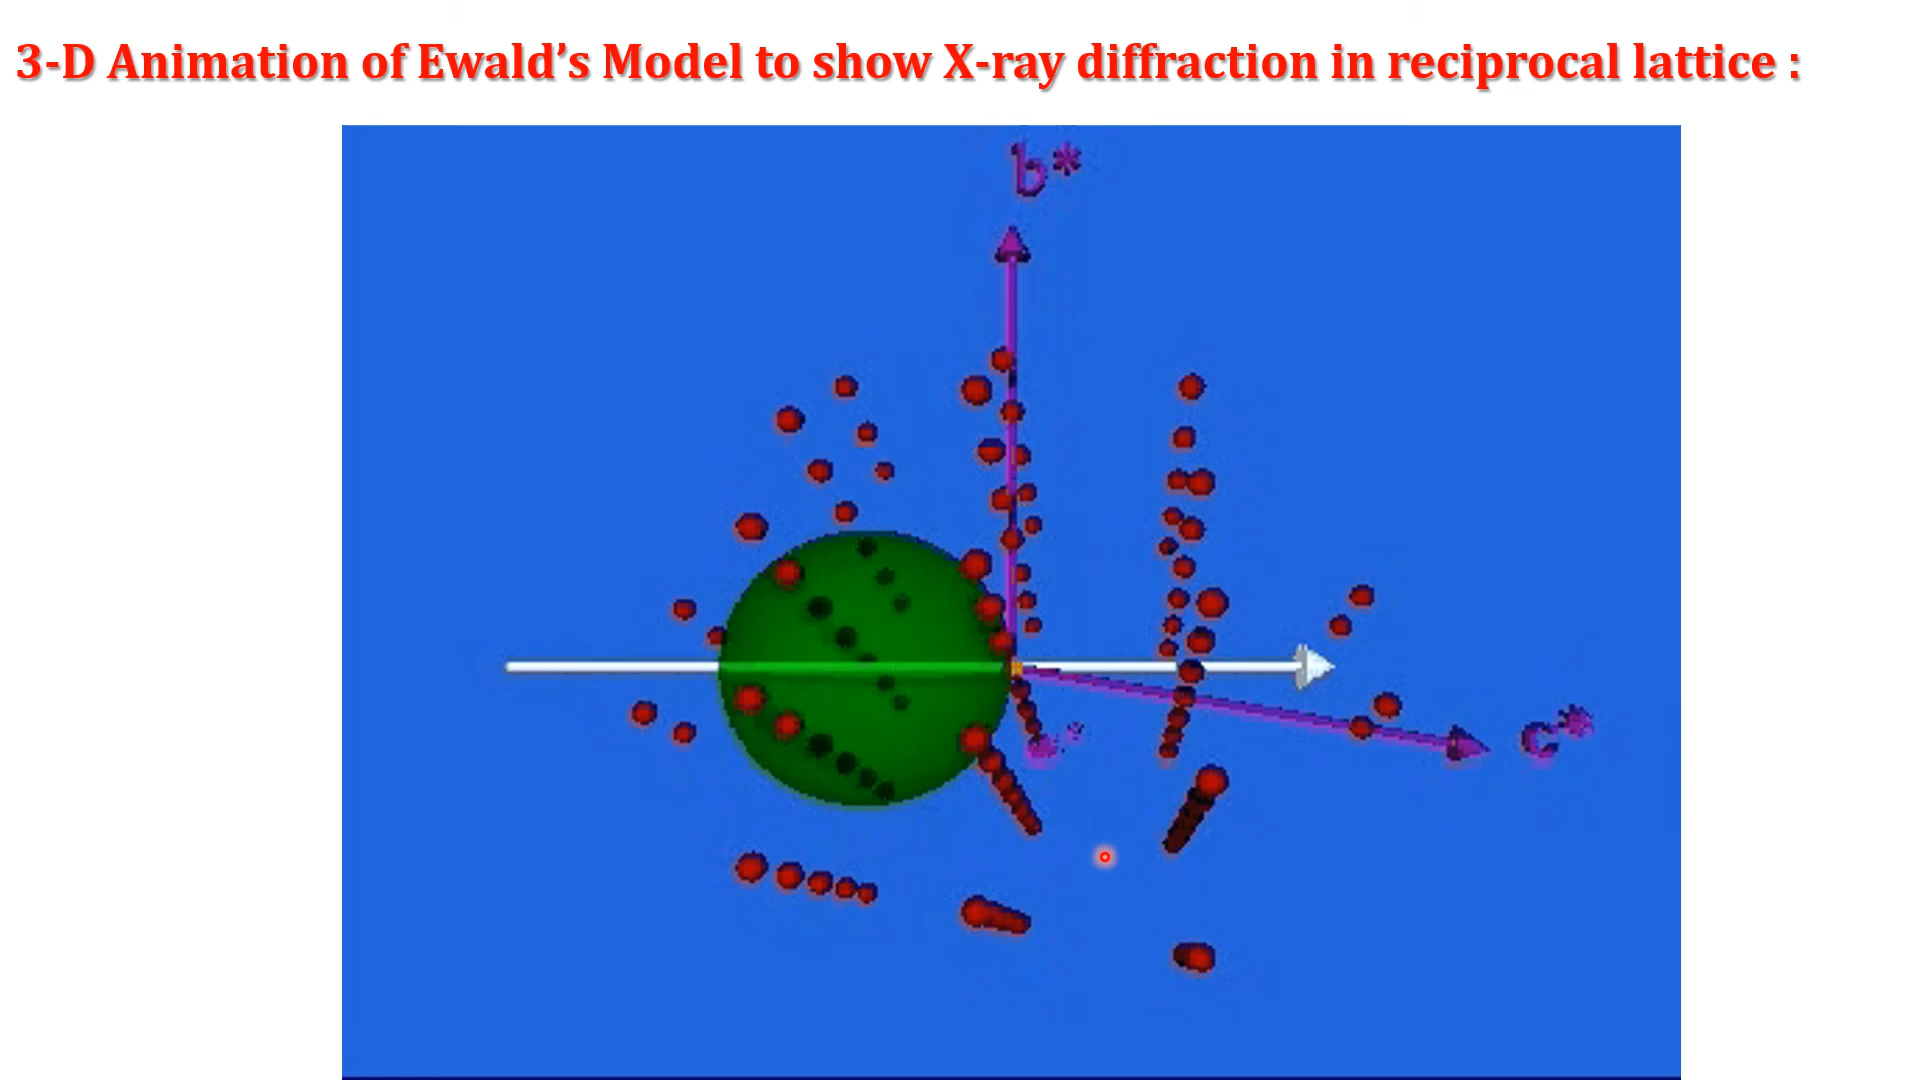 3-D Animation of Ewald’s Model to show X-ray diffraction in reciprocal lattice :
b*
c*